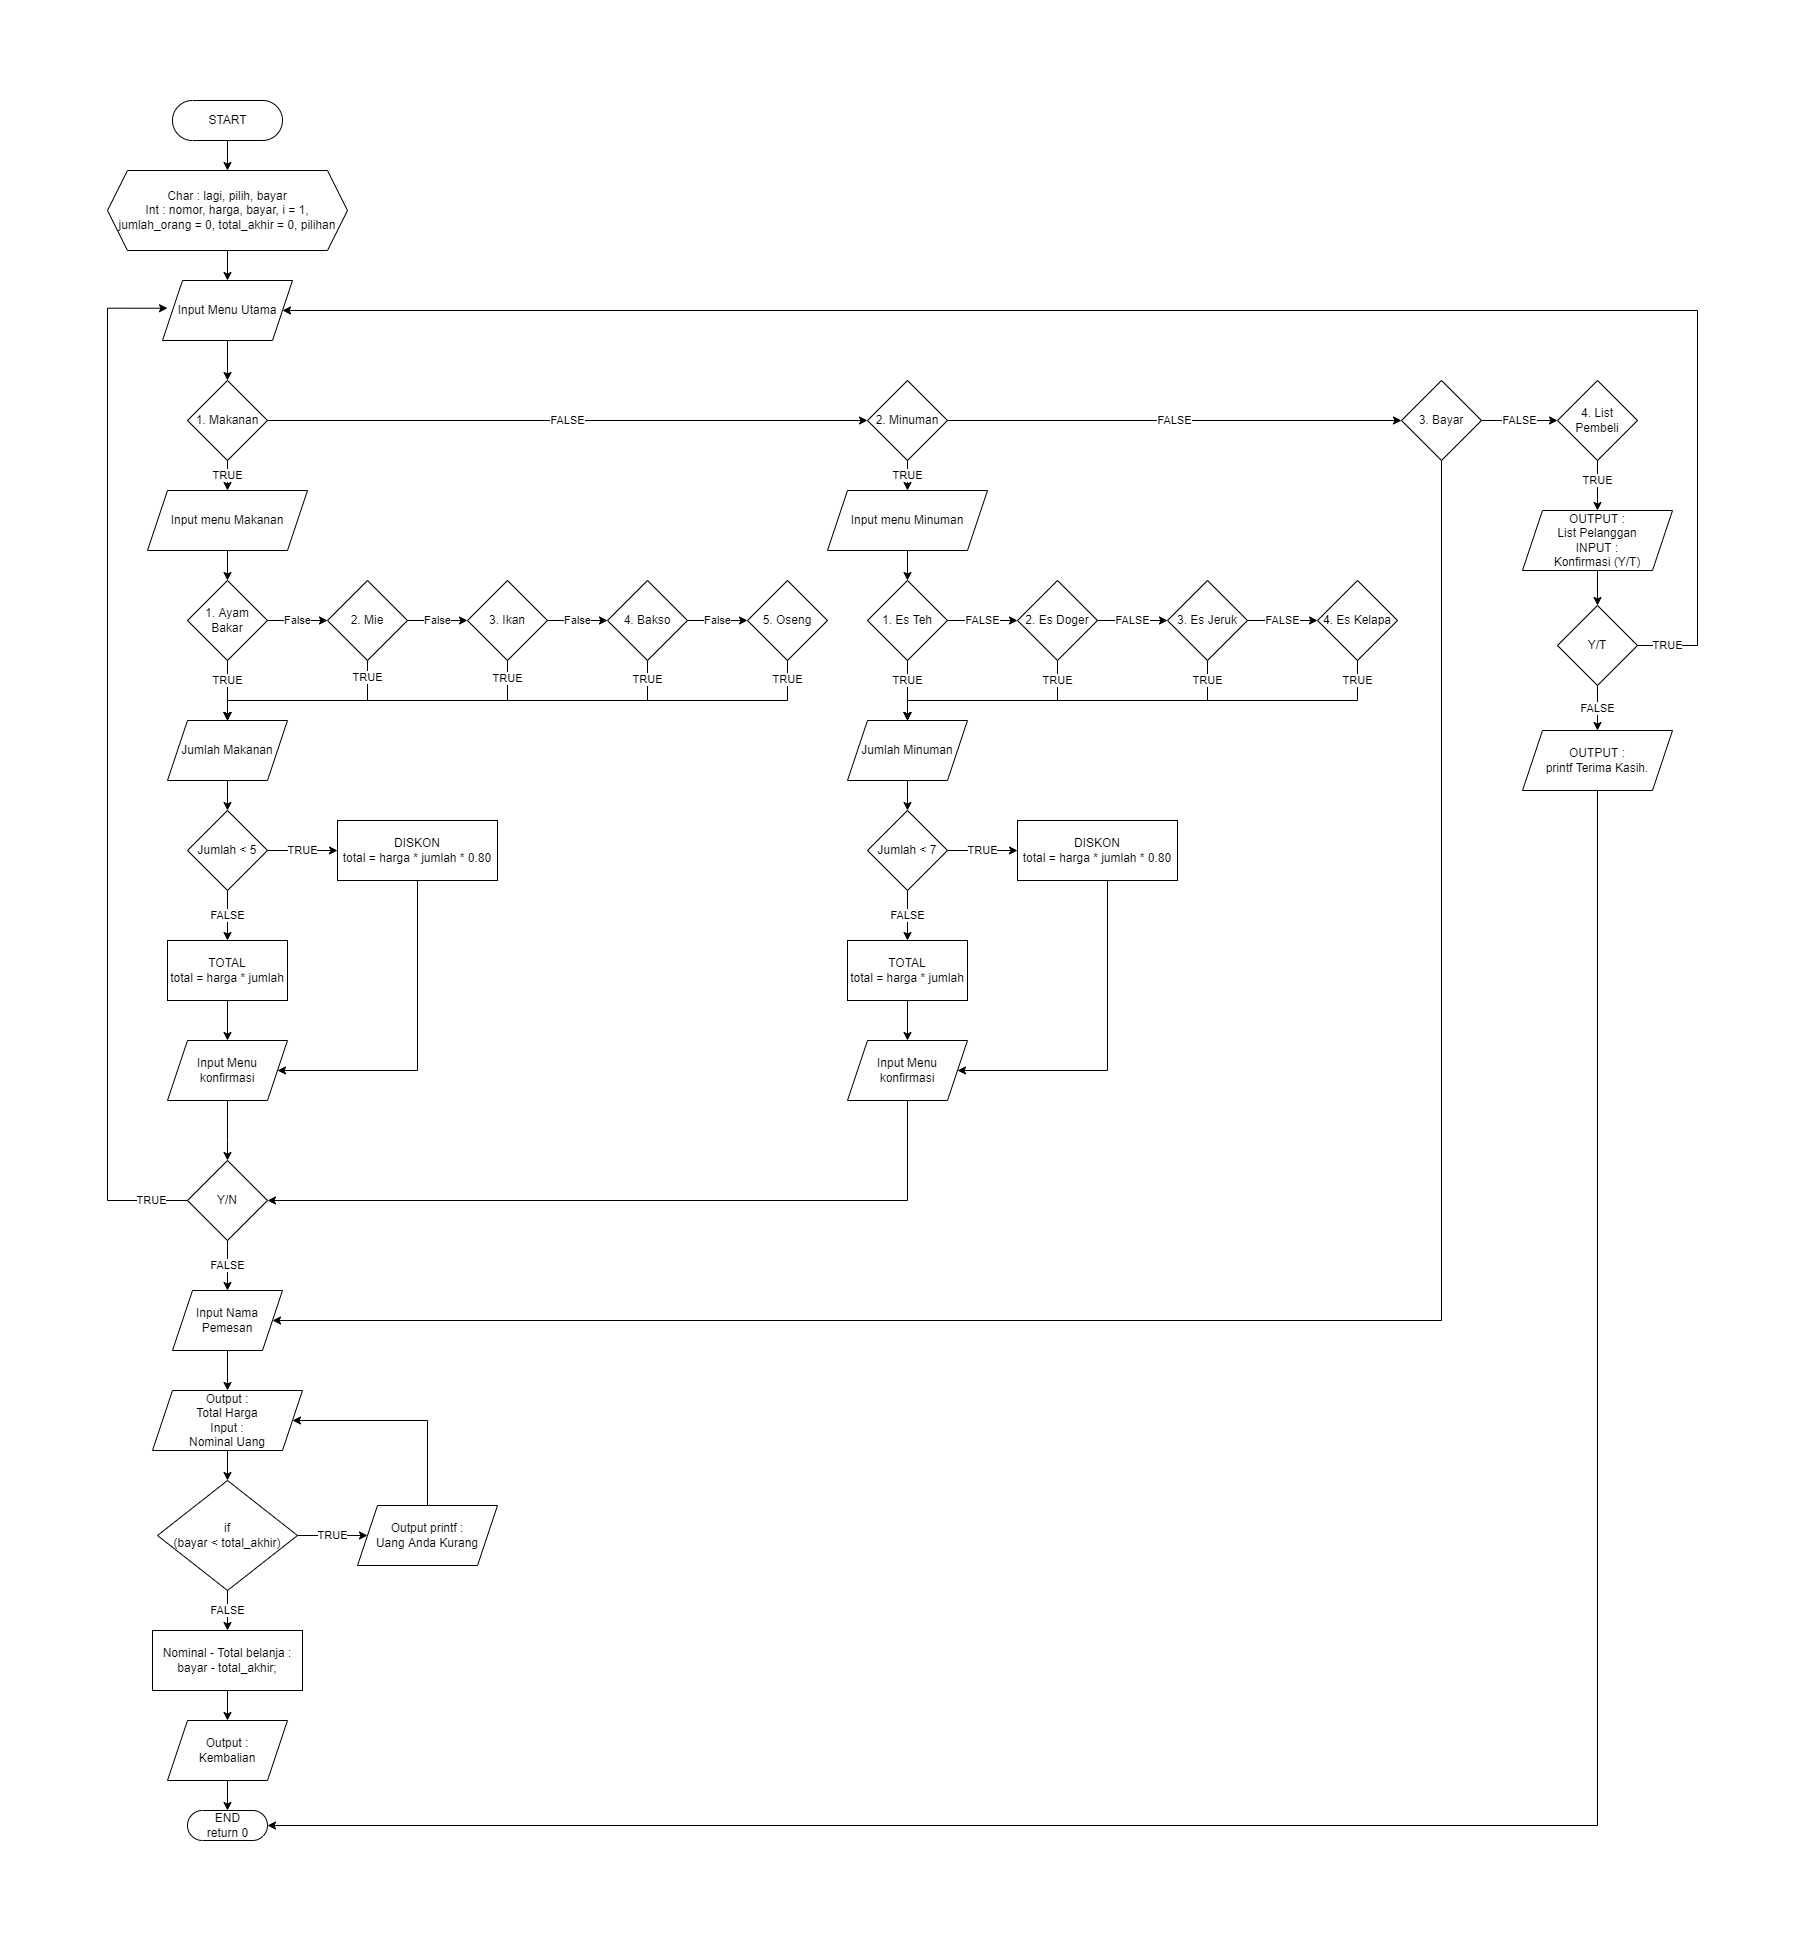 START
Char : lagi, pilih, bayar
Int : nomor, harga, bayar, i = 1,
jumlah_orang = 0, total_akhir = 0, pilihan
Input Menu Utama
1. Makanan
FALSE
2. Minuman
FALSE
3. Bayar
FALSE
4. List
Pembeli
TRUE
TRUE
TRUE
Input menu Makanan
Input menu Minuman
OUTPUT :
List Pelanggan
INPUT :
Konfirmasi (Y/T)
1. Ayam
Bakar
False
2. Mie
False
3. Ikan
False
4. Bakso
False
5. Oseng
1. Es Teh
FALSE
2. Es Doger
FALSE
3. Es Jeruk
FALSE
4. Es Kelapa
Y/T
TRUE
TRUE
TRUE
TRUE
TRUE
TRUE
TRUE
TRUE
TRUE
TRUE
FALSE
Jumlah Makanan
Jumlah Minuman
OUTPUT :
printf Terima Kasih.
Jumlah < 5
TRUE
DISKON
total = harga * jumlah * 0.80
Jumlah < 7
TRUE
DISKON
total = harga * jumlah * 0.80
FALSE
FALSE
TOTAL
total = harga * jumlah
TOTAL
total = harga * jumlah
Input Menu
konfirmasi
Input Menu
konfirmasi
TRUE
Y/N
FALSE
Input Nama
Pemesan
Output :
Total Harga
Input :
Nominal Uang
if
(bayar < total_akhir)
TRUE
Output printf :
Uang Anda Kurang
FALSE
Nominal - Total belanja :
bayar - total_akhir;
Output :
Kembalian
END
return 0